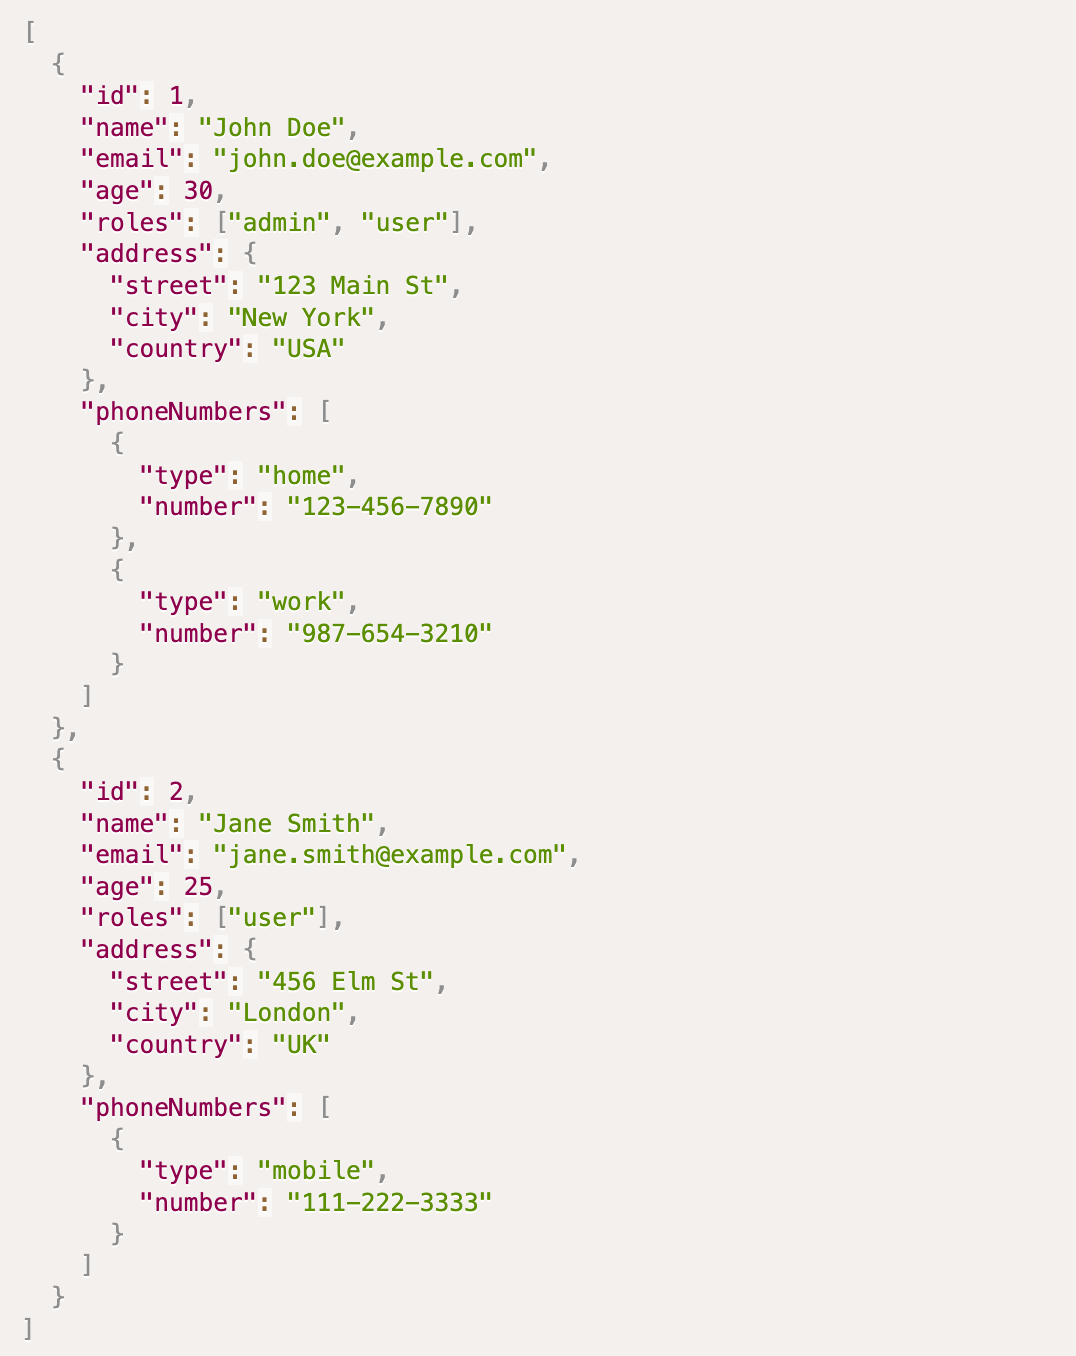 [
  {
    "id": 1,
    "name": "John Doe",
    "email": "john.doe@example.com",
    "age": 30,
    "roles": ["admin", "user"],
    "address": {
      "street": "123 Main St",
      "city": "New York",
      "country": "USA"
    },
    "phoneNumbers": [
      {
        "type": "home",
        "number": "123-456-7890"
      },
      {
        "type": "work",
        "number": "987-654-3210"
      }
    ]
  },
  {
    "id": 2,
    "name": "Jane Smith",
    "email": "jane.smith@example.com",
    "age": 25,
    "roles": ["user"],
    "address": {
      "street": "456 Elm St",
      "city": "London",
      "country": "UK"
    },
    "phoneNumbers": [
      {
        "type": "mobile",
        "number": "111-222-3333"
      }
    ]
  }
]